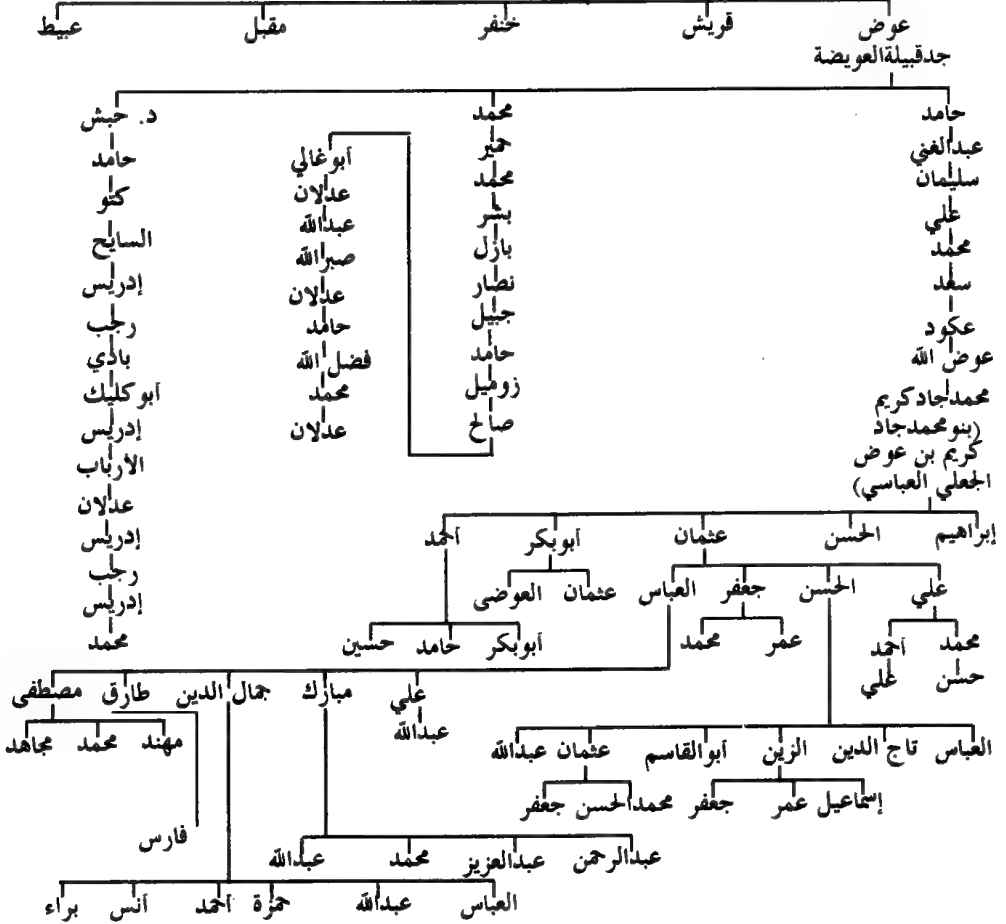 عوض قريش خنفر مقبل عبيط
جدقبيلةالعويضة
حامد محمد د. حبش
عبدالغني حمير أبوغالي حامد
سليمان محمد عدلان كتو
علي بشر عبدالله السايح
محمد بازل صبرالله إدريس
سعد نصار عدلان رجب
عكود جبيل حامد بادي
عوض الله حامد فضل الله أبوكليك
محمدجادكريم زوميل محمد إدريس
(بنومحمدجاد صالح عدلان الأرباب
كريم بن عوض عدلان
الجعلي العباسي) إدريس
إبراهيم الحسن عثمان أبوبكر أحمد رجب
علي الحسن جعفر العباس عثمان العوضى إدريس
محمد أحمد عمر محمد أبوبكر حامد حسين محمد
حسن علي
علي مبارك جمال الدين طارق مصطفى
عبدالله مهند محمد مجاهد
العباس تاج الدين الزين أبوالقاسم عثمان عبدالله
إسماعيل عمر جعفر محمدالحسن جعفر
فارس
عبدالرحمن عبدالعزيز محمد عبدالله
العباس عبدالله حمزة أحمد أنس براء